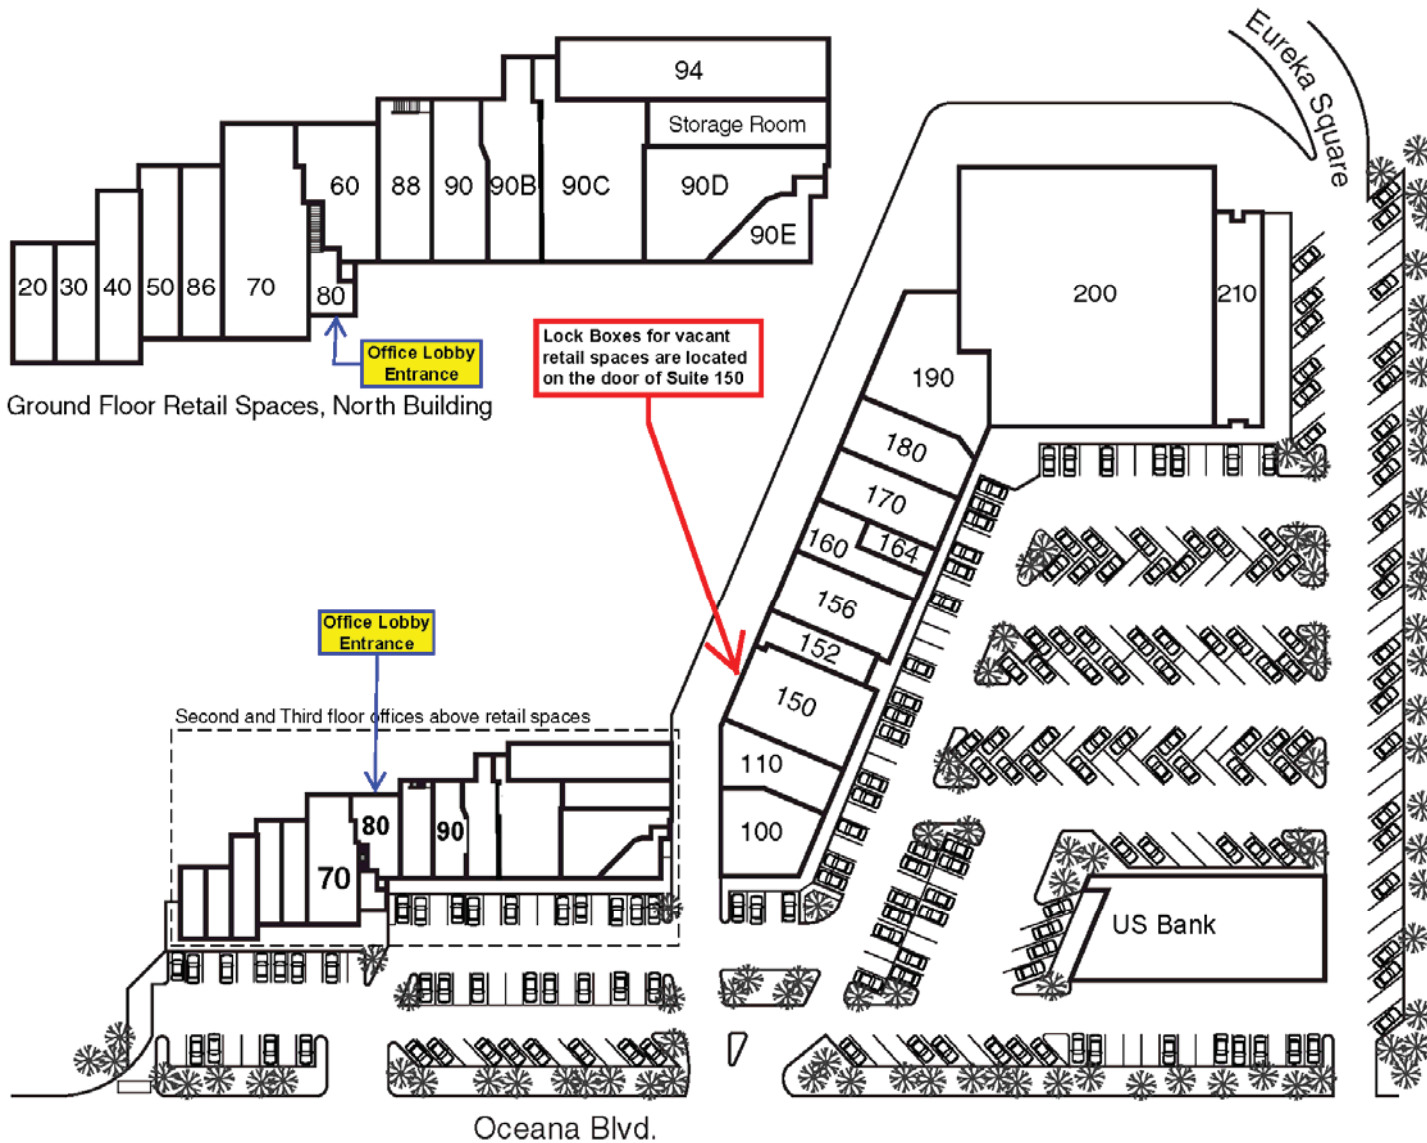 Eureka Square
94
Storage Room
60
88
90
90B
90C
90D
90E
20
30
40
50
86
70
80
Office Lobby
Entrance
Ground Floor Retail Spaces, North Building
Lock Boxes for vacant
retail spaces are located
on the door of Suite 150
200
210
190
180
170
164
160
156
152
150
110
100
Office Lobby
Entrance
Second and Third floor offices above retail spaces
80
90
70
US Bank
Oceana Blvd.